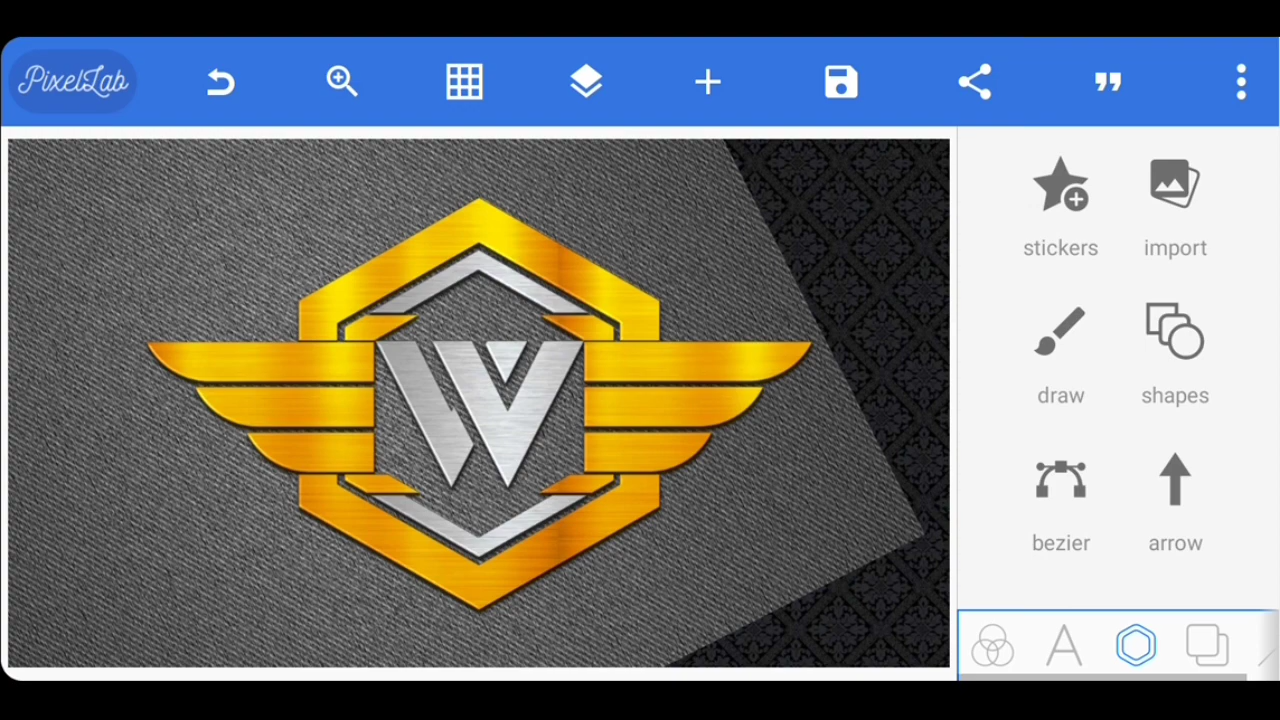 PixelLab
W
stickers
import
draw
shapes
bezier
arrow